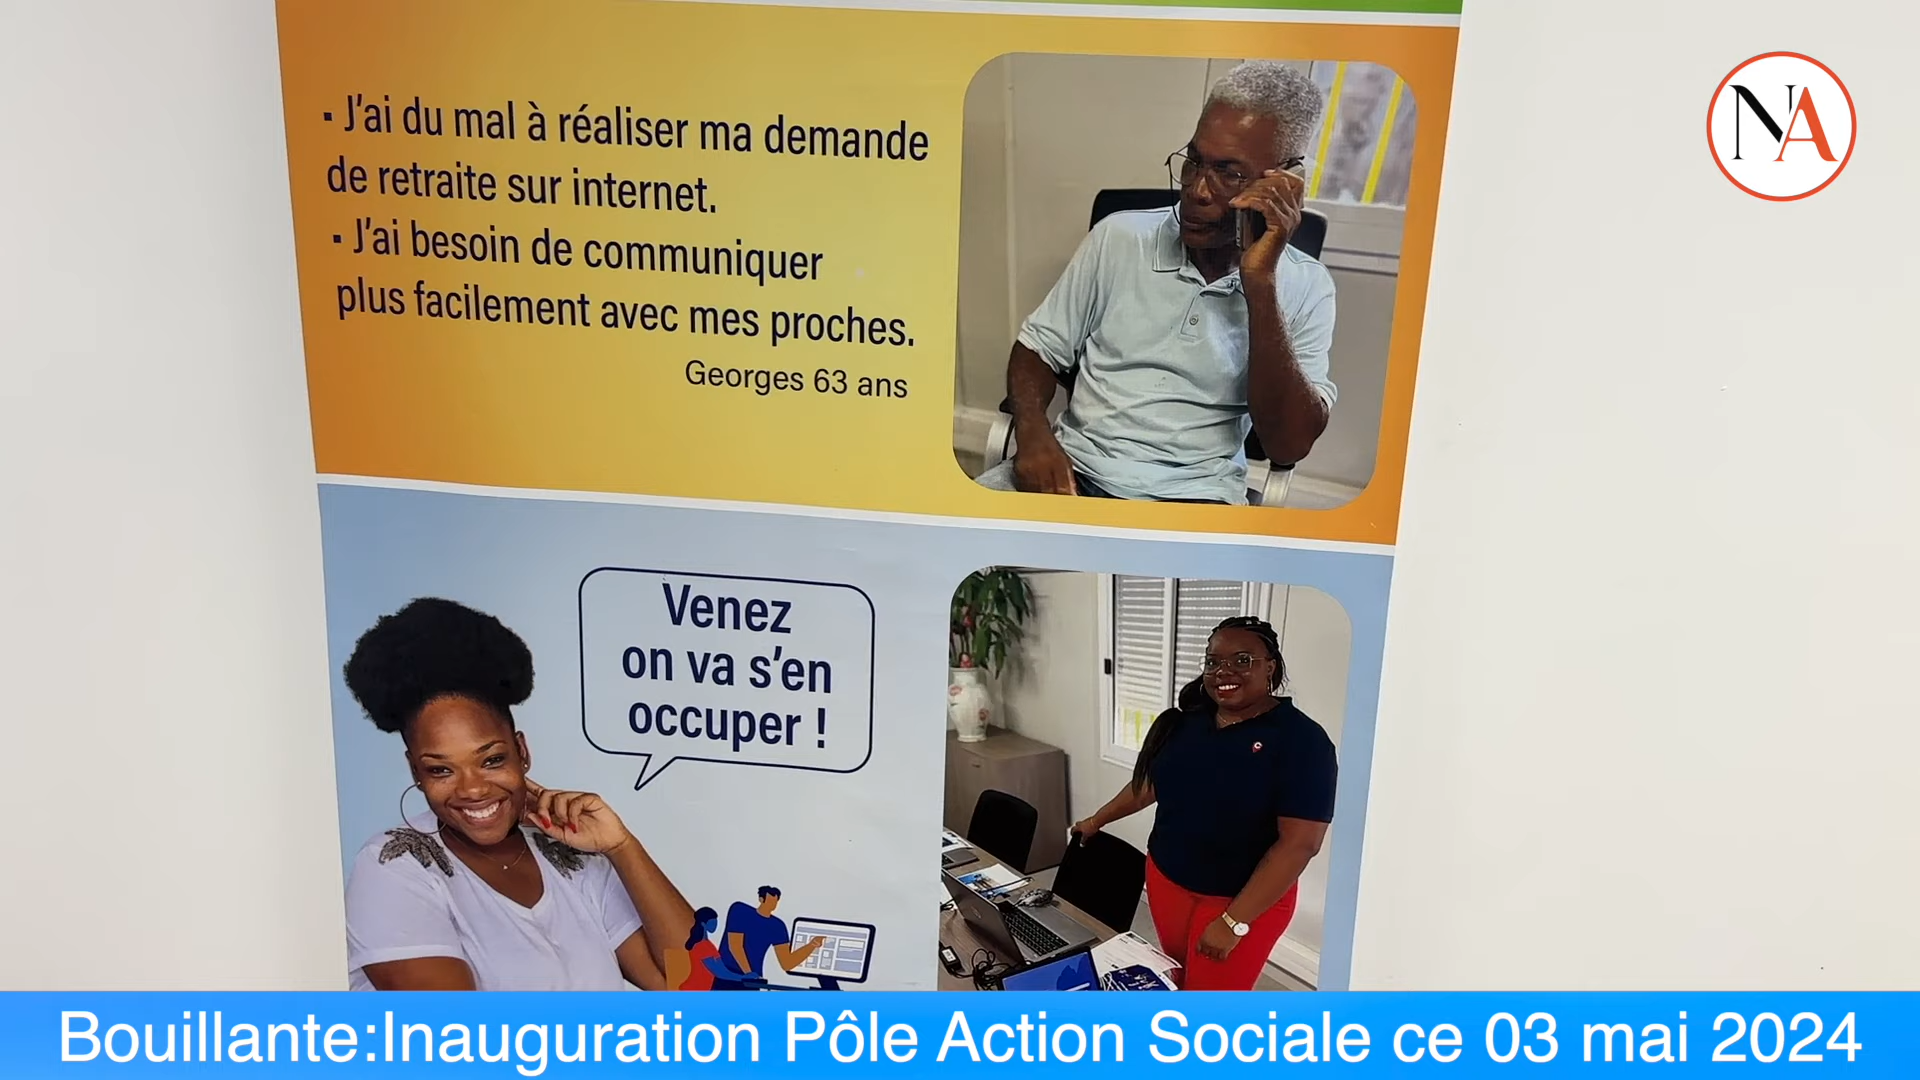 ▪ J'ai du mal à réaliser ma demande
de retraite sur internet.
▪ J'ai besoin de communiquer
plus facilement avec mes proches.
Georges 63 ans
NA
Venez
on va s'en
occuper !
Bouillante:Inauguration Pôle Action Sociale ce 03 mai 2024